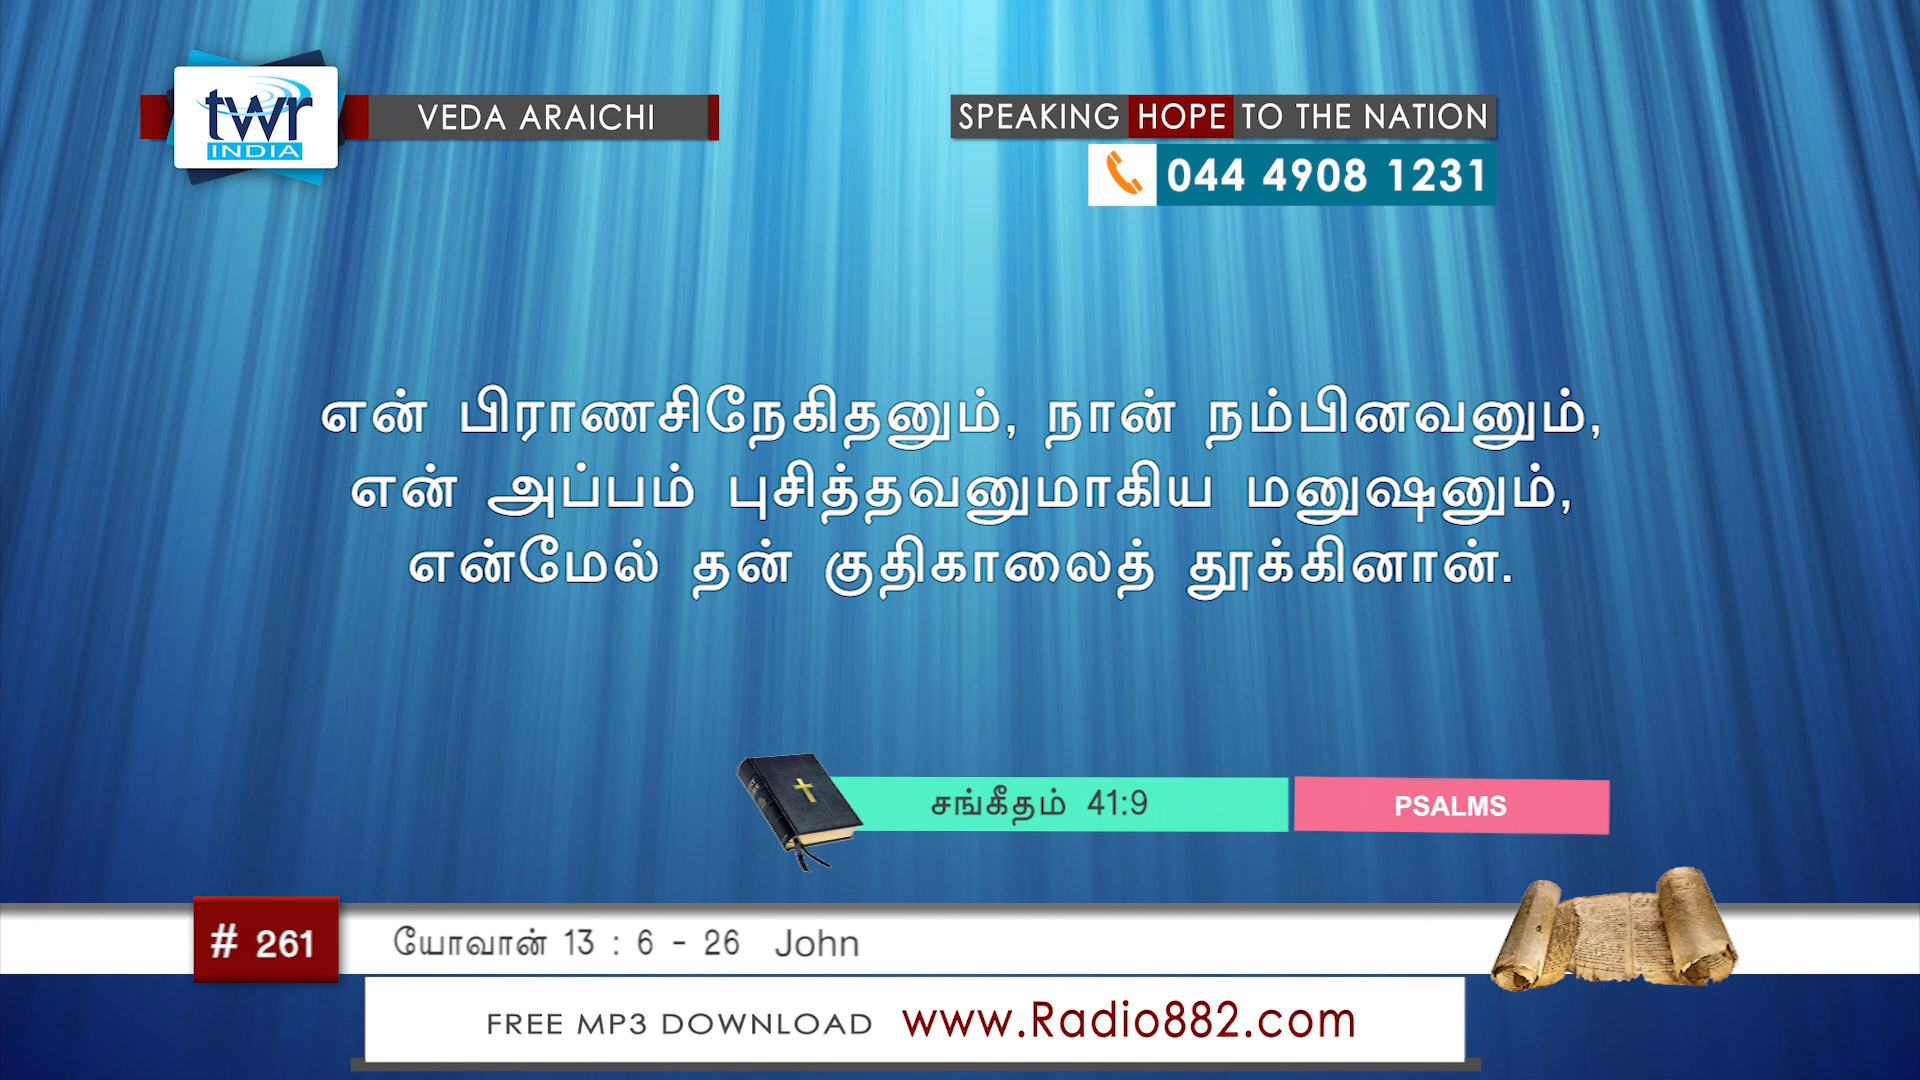 twr
INDIA
VEDA ARAICHI
SPEAKING HOPE TO THE NATION
044 4908 1231
என் பிராணசிநேகிதனும், நான் நம்பினவனும்,
என் அப்பம் புசித்தவனுமாகிய மனுஷனும்,
என்மேல் தன் குதிகாலைத் தூக்கினான்.
சங்கீதம் 41:9
PSALMS
# 261
யோவான் 13 : 6 - 26 John
FREE MP3 DOWNLOAD www.Radio882.com